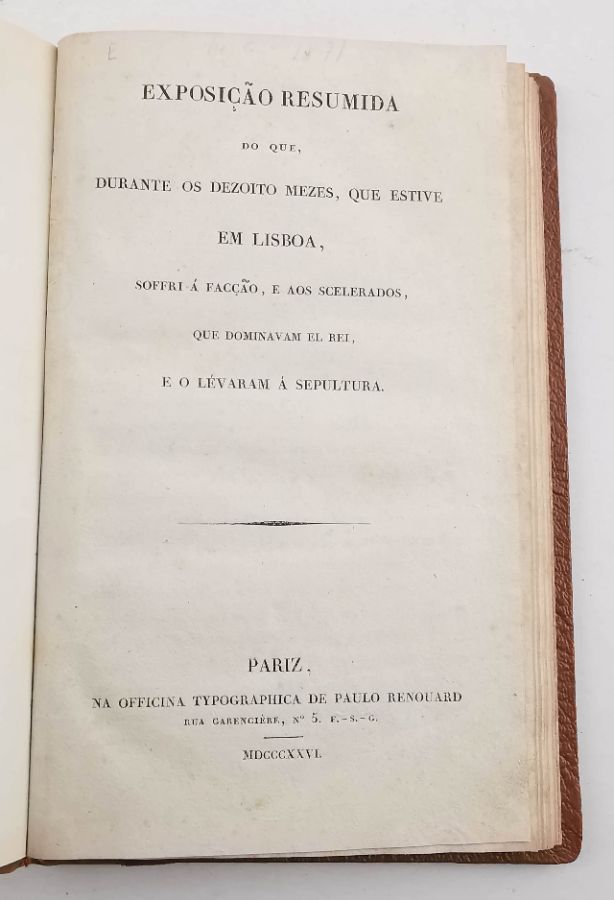 E
EXPOSIÇÃO RESUMIDA
DO QUE,
DURANTE OS DEZOITO MEZES, QUE ESTIVE
EM LISBOA,
SOFFRI Á FACÇÃO, E AOS SCELERADOS,
QUE DOMINAVAM EL REI,
E O LÉVARAM Á SEPULTURA.
PARIZ,
NA OFFICINA TYPOGRAPHICA DE PAULO RENOUARD
RUA GARENCIÈRE, Nº 5. F.-S.-G.
MDCCCXXVI.